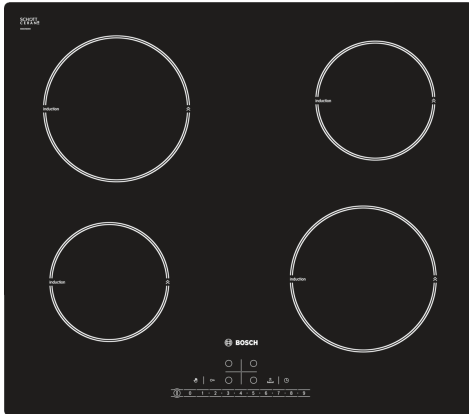 SCHOTT
CERAN®
induction
induction
induction
induction
BOSCH
0 · 1 · 2 · 3 · 4 · 5 · 6 · 7 · 8 · 9